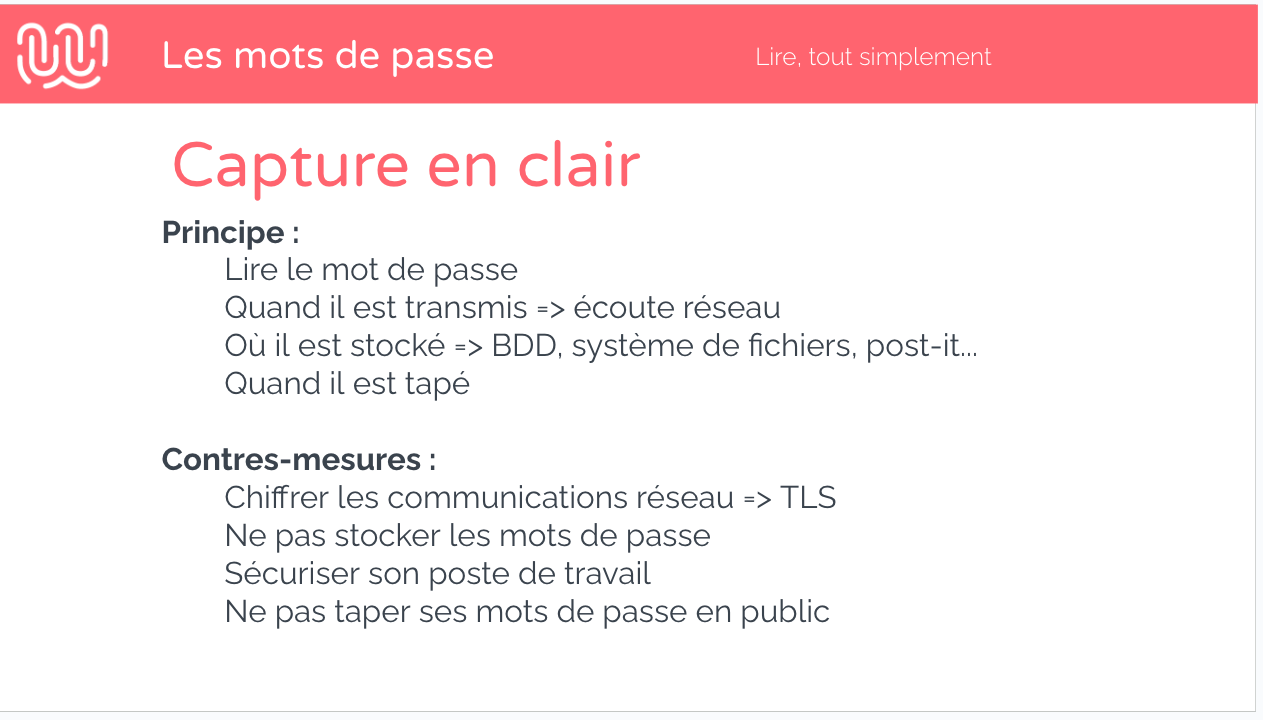 Les mots de passe
Lire, tout simplement
Capture en clair
Principe :
Lire le mot de passe
Quand il est transmis => écoute réseau
Où il est stocké => BDD, système de fichiers, post-it...
Quand il est tapé
Contres-mesures :
Chiffrer les communications réseau => TLS
Ne pas stocker les mots de passe
Sécuriser son poste de travail
Ne pas taper ses mots de passe en public